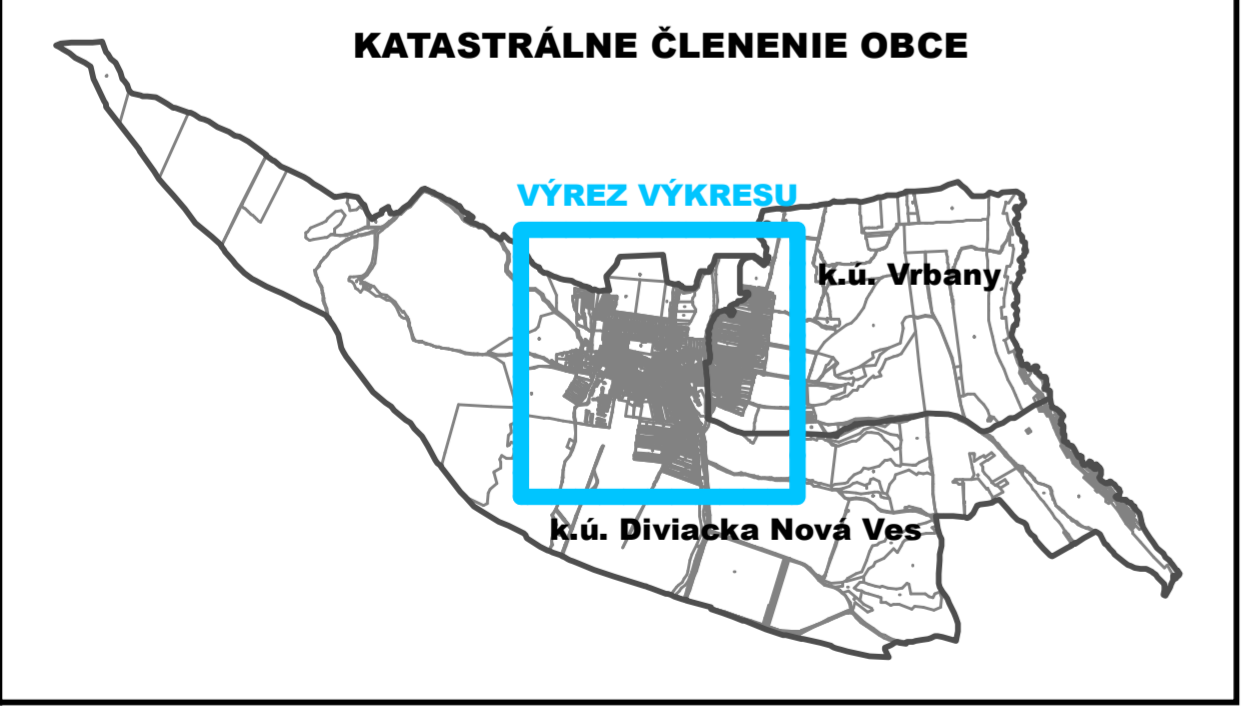 KATASTRÁLNE ČLENENIE OBCE
VÝREZ VÝKRESU
k.ú. Vrbany
k.ú. Diviacka Nová Ves